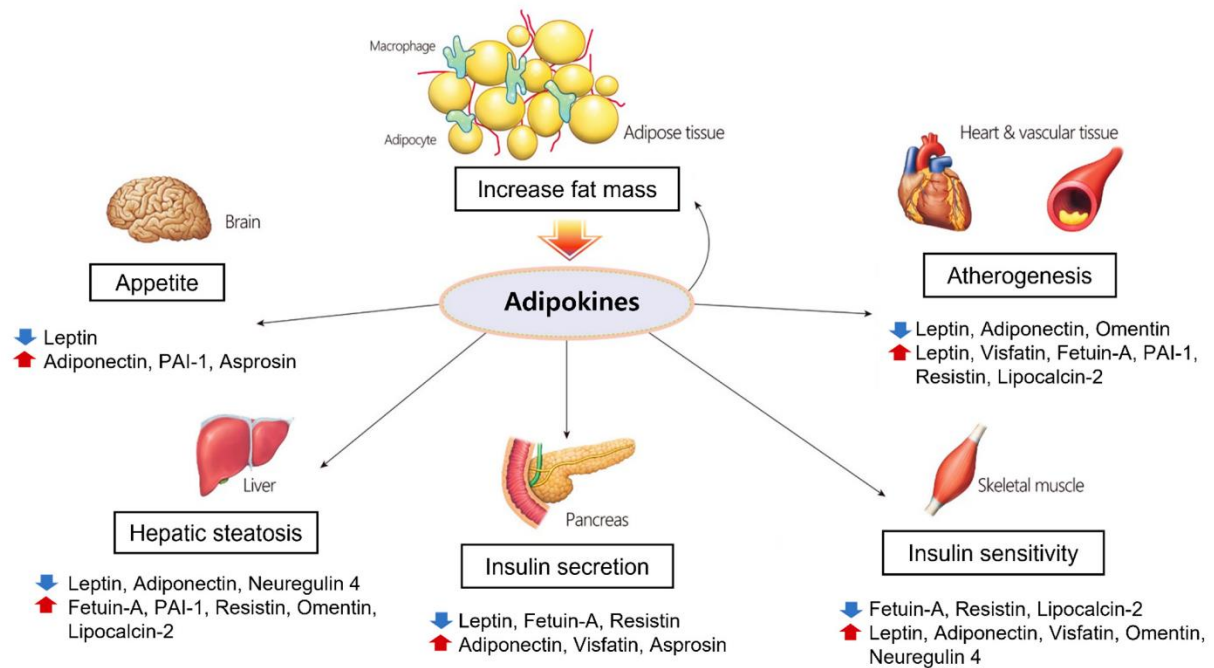 Macrophage
Adipocyte
Adipose tissue
Increase fat mass
Heart & vascular tissue
Brain
Appetite
Leptin
Adiponectin, PAI-1, Asprosin
Adipokines
Atherogenesis
Leptin, Adiponectin, Omentin
Leptin, Visfatin, Fetuin-A, PAI-1,
Resistin, Lipocalcin-2
Liver
Hepatic steatosis
Leptin, Adiponectin, Neuregulin 4
Fetuin-A, PAI-1, Resistin, Omentin,
Lipocalcin-2
Pancreas
Insulin secretion
Leptin, Fetuin-A, Resistin
Adiponectin, Visfatin, Asprosin
Skeletal muscle
Insulin sensitivity
Fetuin-A, Resistin, Lipocalcin-2
Leptin, Adiponectin, Visfatin, Omentin,
Neuregulin 4